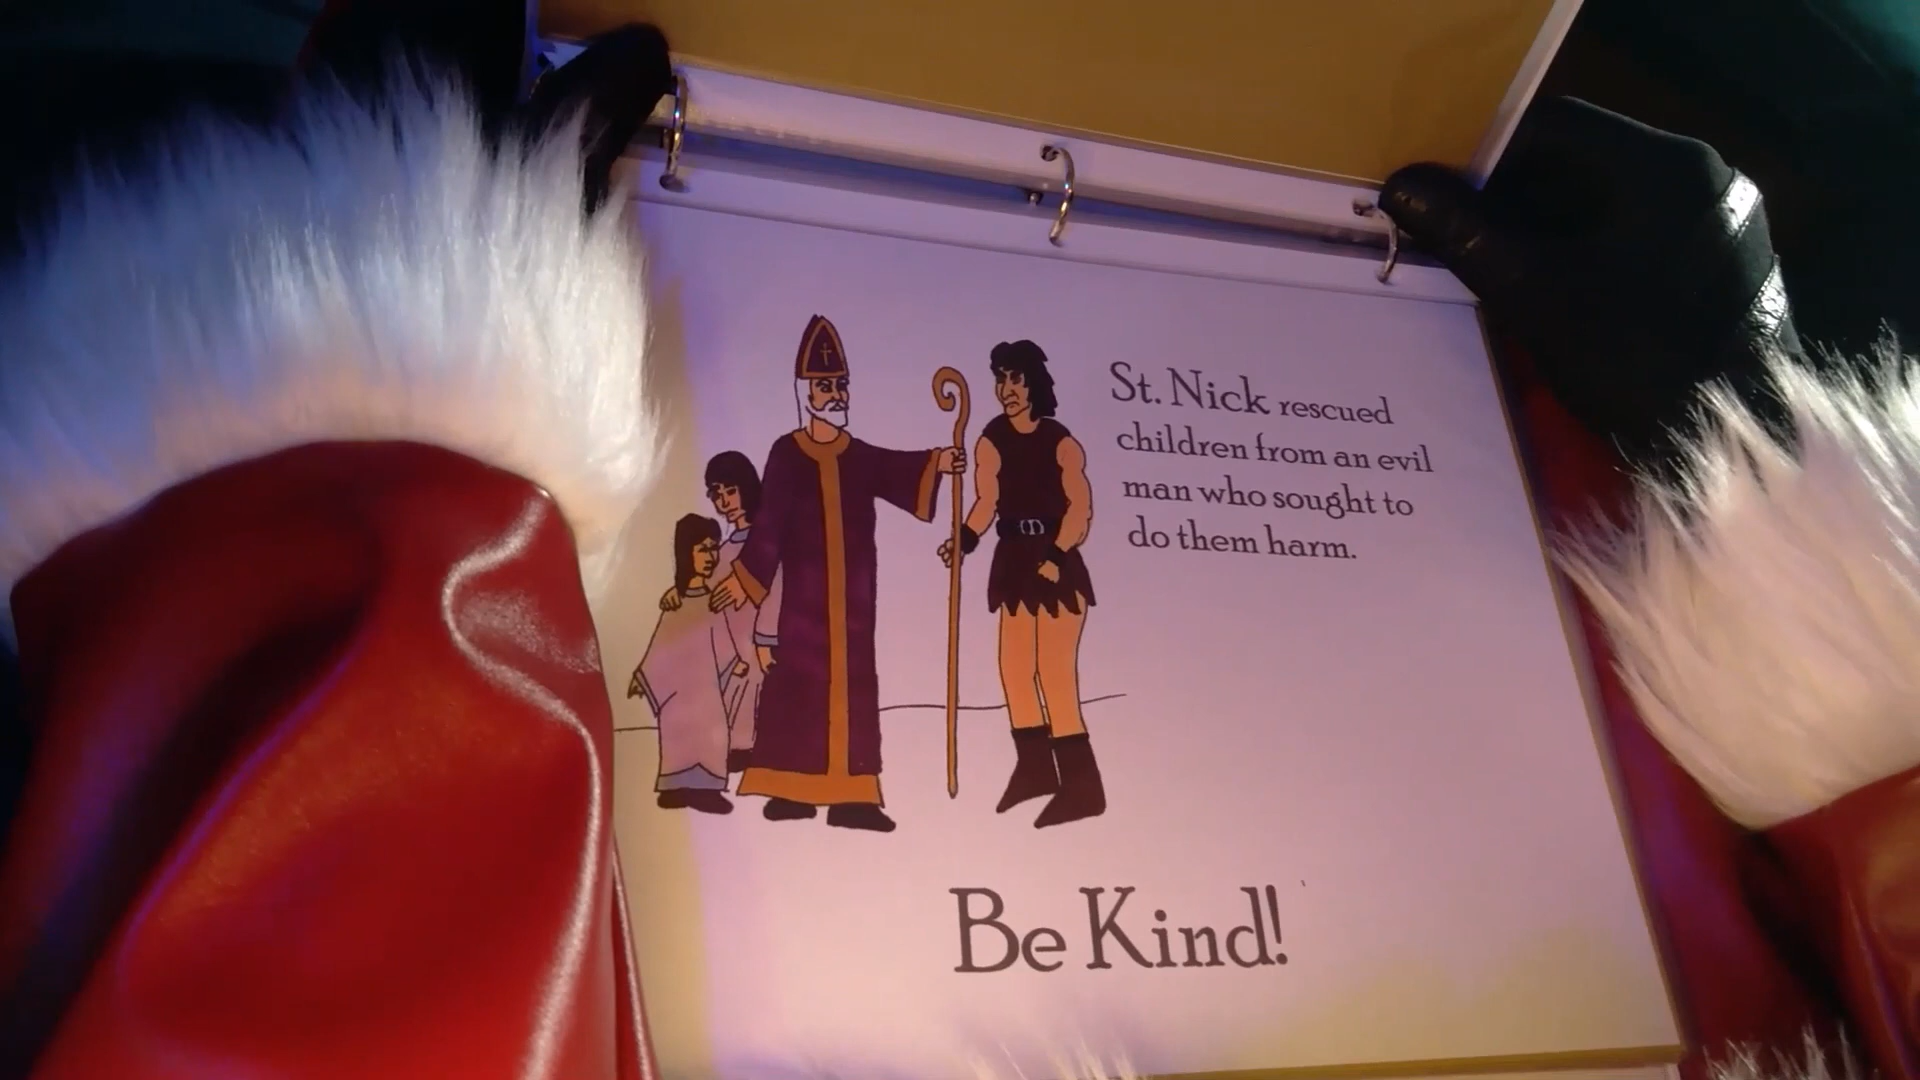 St. Nick rescued
children from an evil
man who sought to
do them harm.
Be Kind!